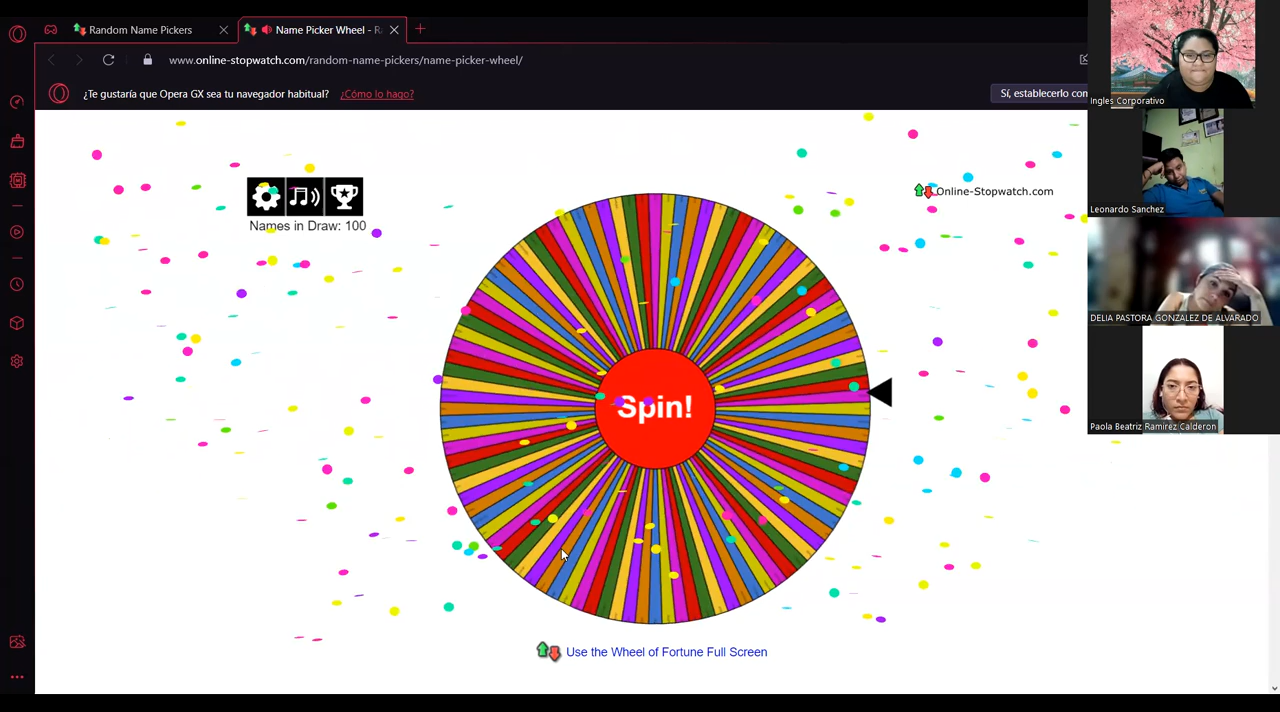 Random Name Pickers
Name Picker Wheel - R
www.online-stopwatch.com/random-name-pickers/name-picker-wheel/
¿Te gustaría que Opera GX sea tu navegador habitual? ¿Cómo lo hago?
Sí, establecerlo com
Names in Draw: 100
Online-Stopwatch.com
Spin!
Use the Wheel of Fortune Full Screen
Ingles Corporativo
Leonardo Sanchez
DELIA PASTORA GONZALEZ DE ALVARADO
Paola Beatriz Ramirez Calderon